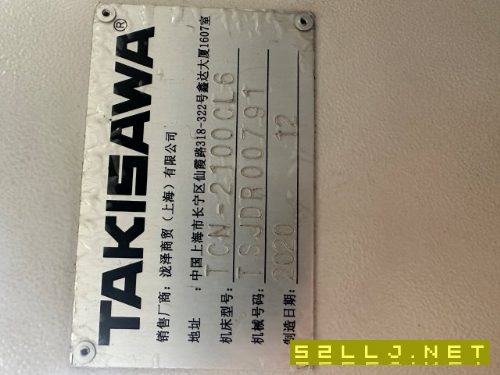 TAKISAWA®
销售厂商：泷泽商贸（上海）有限公司
地址：中国上海市长宁区仙霞路318-322号鑫达大厦1607室
机床型号：TCN-2100CL6
机械号码：TSJDR00791
制造日期：2020 12
52LLJ.NET